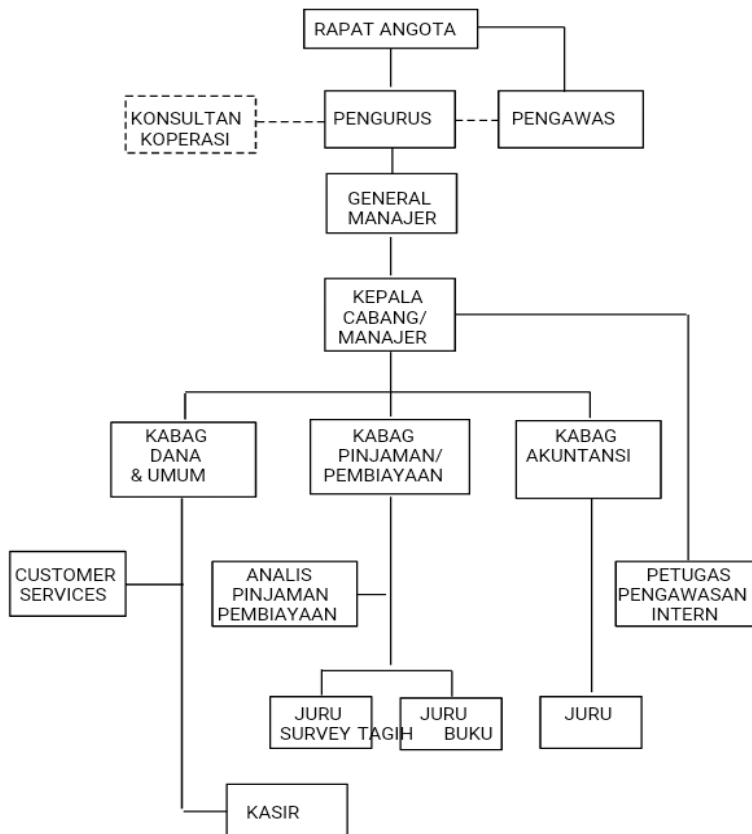 RAPAT ANGOTA
KONSULTAN
KOPERASI
PENGURUS
PENGAWAS
GENERAL
MANAJER
KEPALA
CABANG/
MANAJER
KABAG
DANA
& UMUM
KABAG
PINJAMAN/
PEMBIAYAAN
KABAG
AKUNTANSI
CUSTOMER
SERVICES
ANALIS
PINJAMAN
PEMBIAYAAN
PETUGAS
PENGAWASAN
INTERN
JURU
SURVEY TAGIH
JURU
BUKU
JURU
KASIR